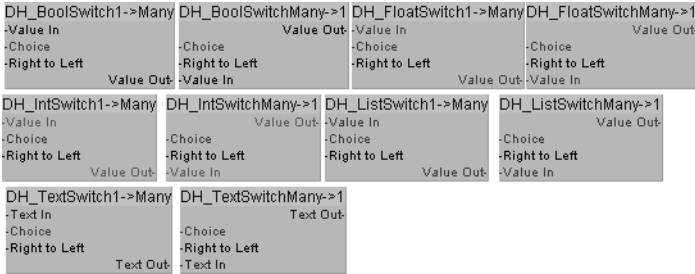 DH_BoolSwitch1->Many
-Value In
-Choice
-Right to Left
Value Out-
DH_BoolSwitchMany->1
Value Out-
-Choice
-Right to Left
-Value In
DH_FloatSwitch1->Many
-Value In
-Choice
-Right to Left
Value Out-
DH_FloatSwitchMany->1
Value Out-
-Choice
-Right to Left
-Value In
DH_IntSwitch1->Many
-Value In
-Choice
-Right to Left
Value Out-
DH_IntSwitchMany->1
Value Out-
-Choice
-Right to Left
-Value In
DH_ListSwitch1->Many
-Value In
-Choice
-Right to Left
Value Out-
DH_ListSwitchMany->1
Value Out-
-Choice
-Right to Left
-Value In
DH_TextSwitch1->Many
-Text In
-Choice
-Right to Left
Text Out-
DH_TextSwitchMany->1
Text Out-
-Choice
-Right to Left
-Text In